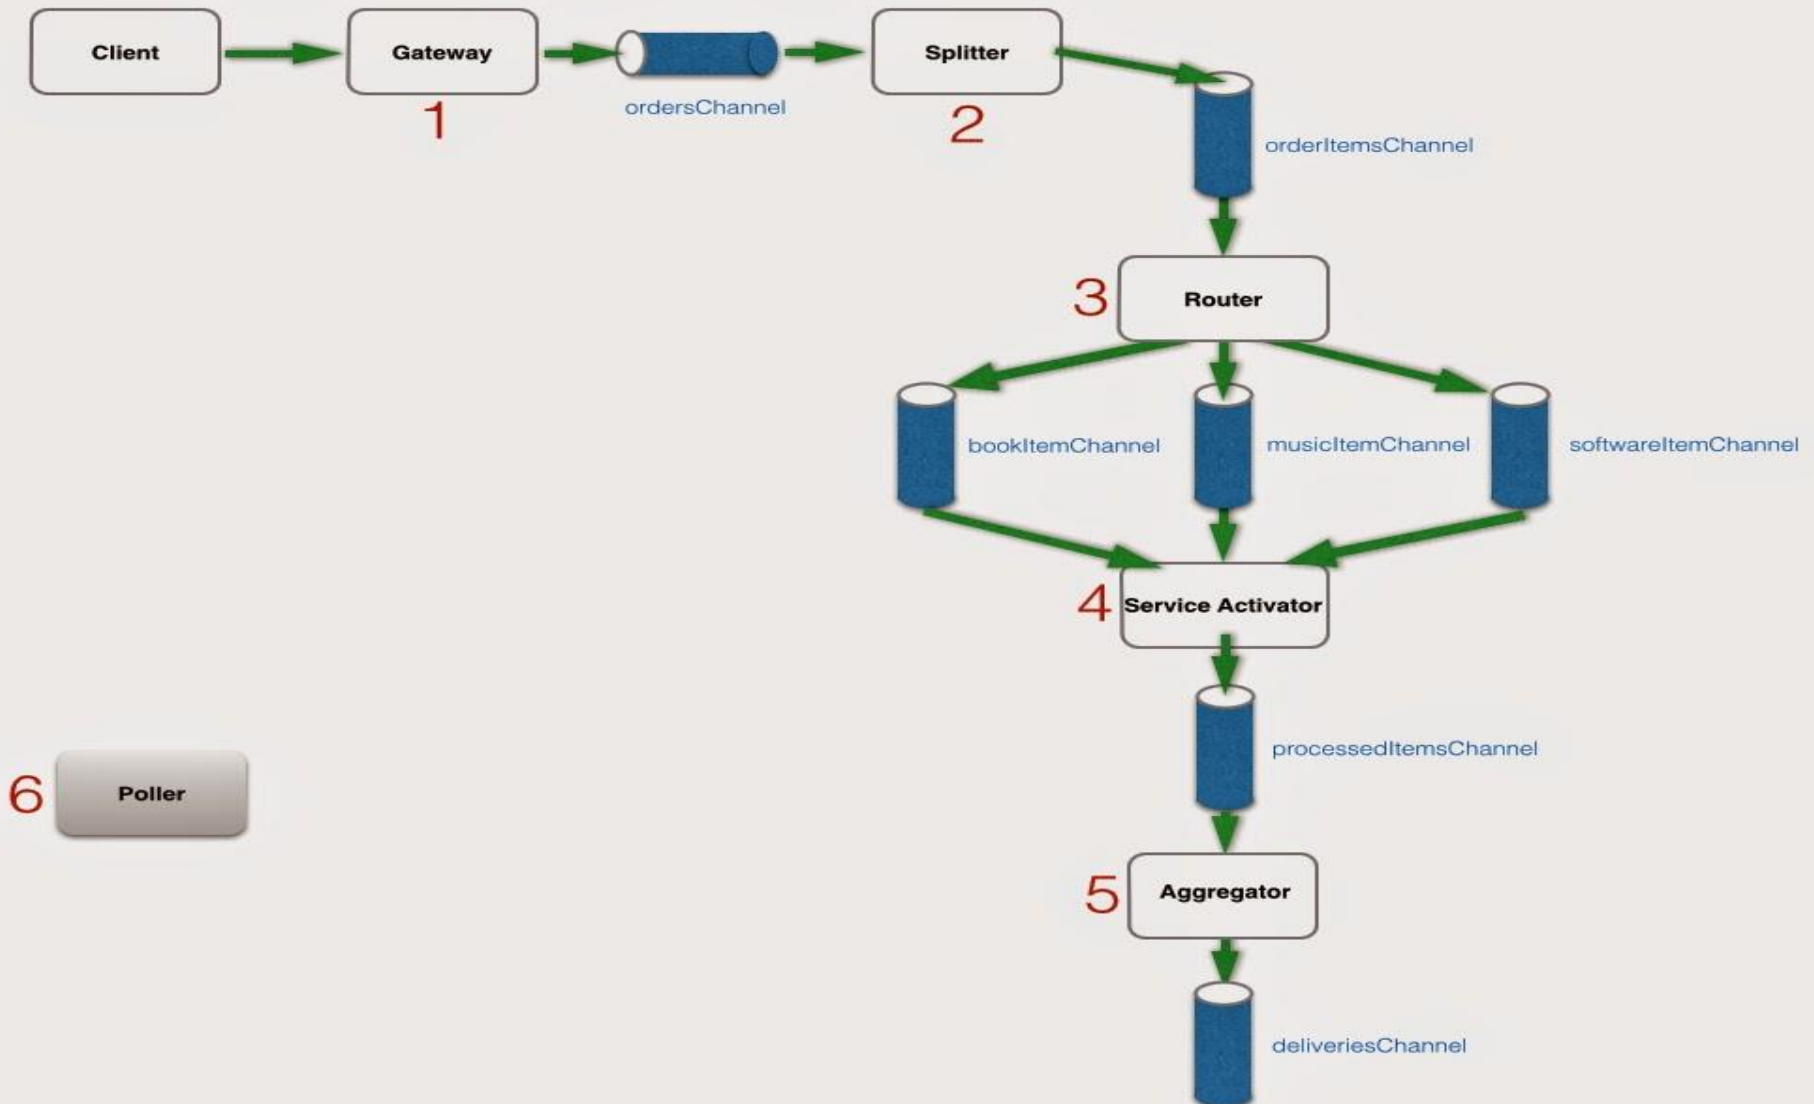 Client
Gateway
Splitter
1
ordersChannel
2
orderItemsChannel
3
Router
bookItemChannel
musicItemChannel
softwareItemChannel
4
Service Activator
processedItemsChannel
6
Poller
5
Aggregator
deliveriesChannel